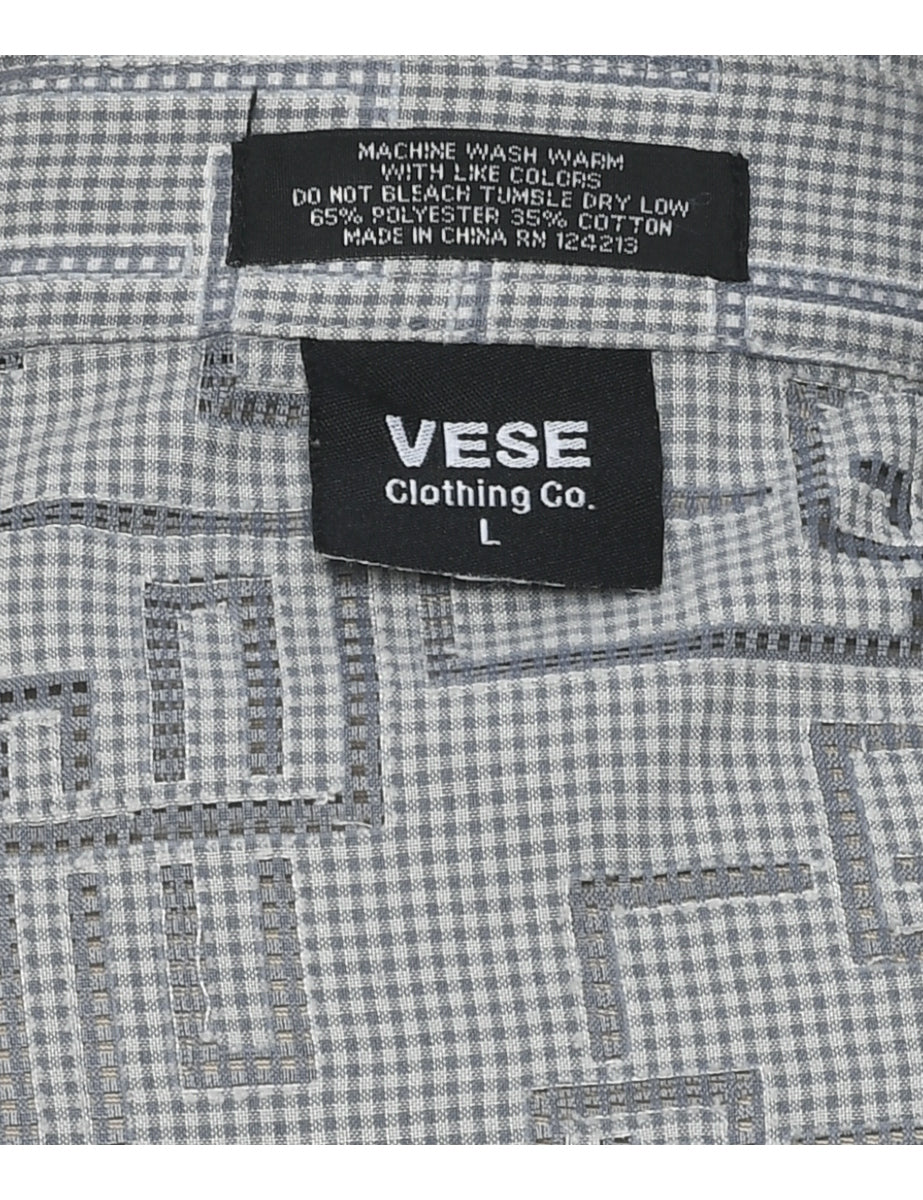 MACHINE WASH WARM
WITH LIKE COLORS
DO NOT BLEACH TUMBLE DRY LOW
65% POLYESTER 35% COTTON
MADE IN CHINA RN 124213
VESE
Clothing Co.
L